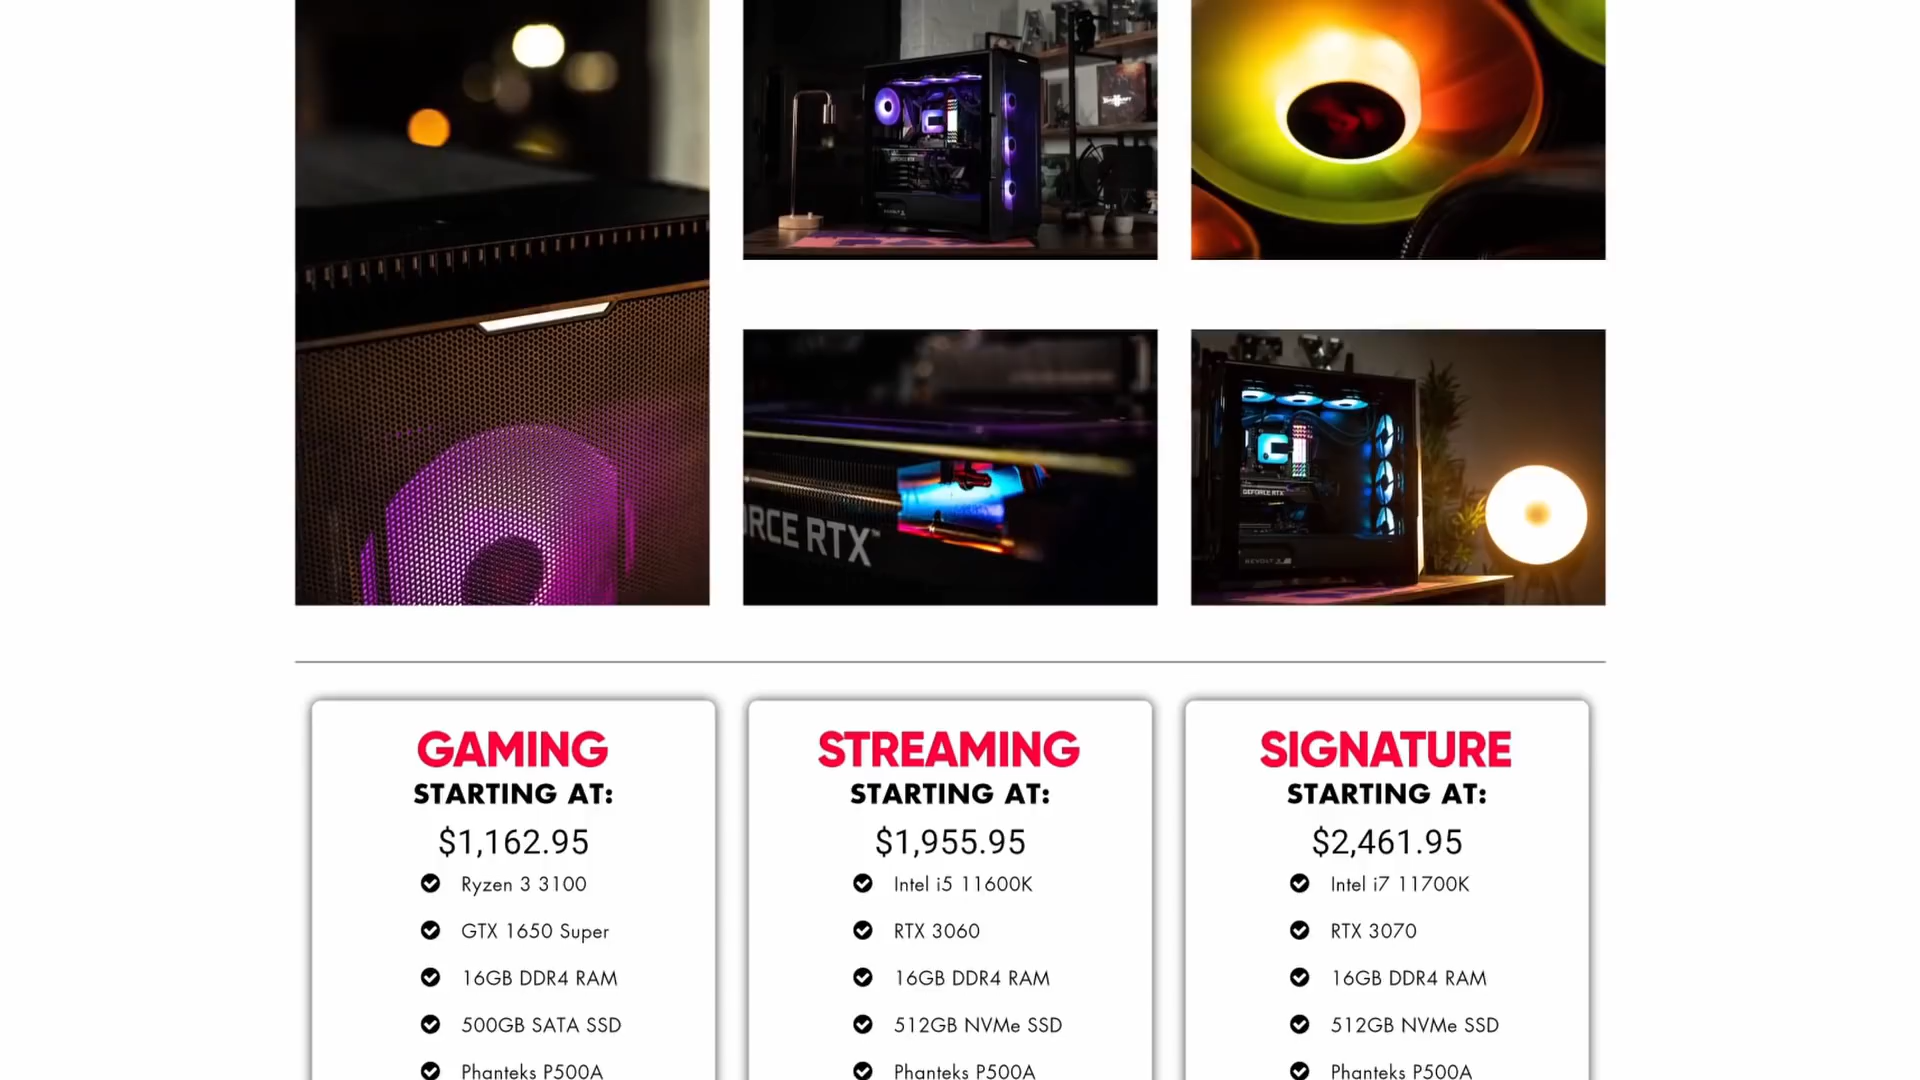 GEFORCE RTX
ORCE RTX™
GAMING
STARTING AT:
$1,162.95
Ryzen 3 3100
GTX 1650 Super
16GB DDR4 RAM
500GB SATA SSD
Phanteks P500A
STREAMING
STARTING AT:
$1,955.95
Intel i5 11600K
RTX 3060
16GB DDR4 RAM
512GB NVMe SSD
Phanteks P500A
SIGNATURE
STARTING AT:
$2,461.95
Intel i7 11700K
RTX 3070
16GB DDR4 RAM
512GB NVMe SSD
Phanteks P500A